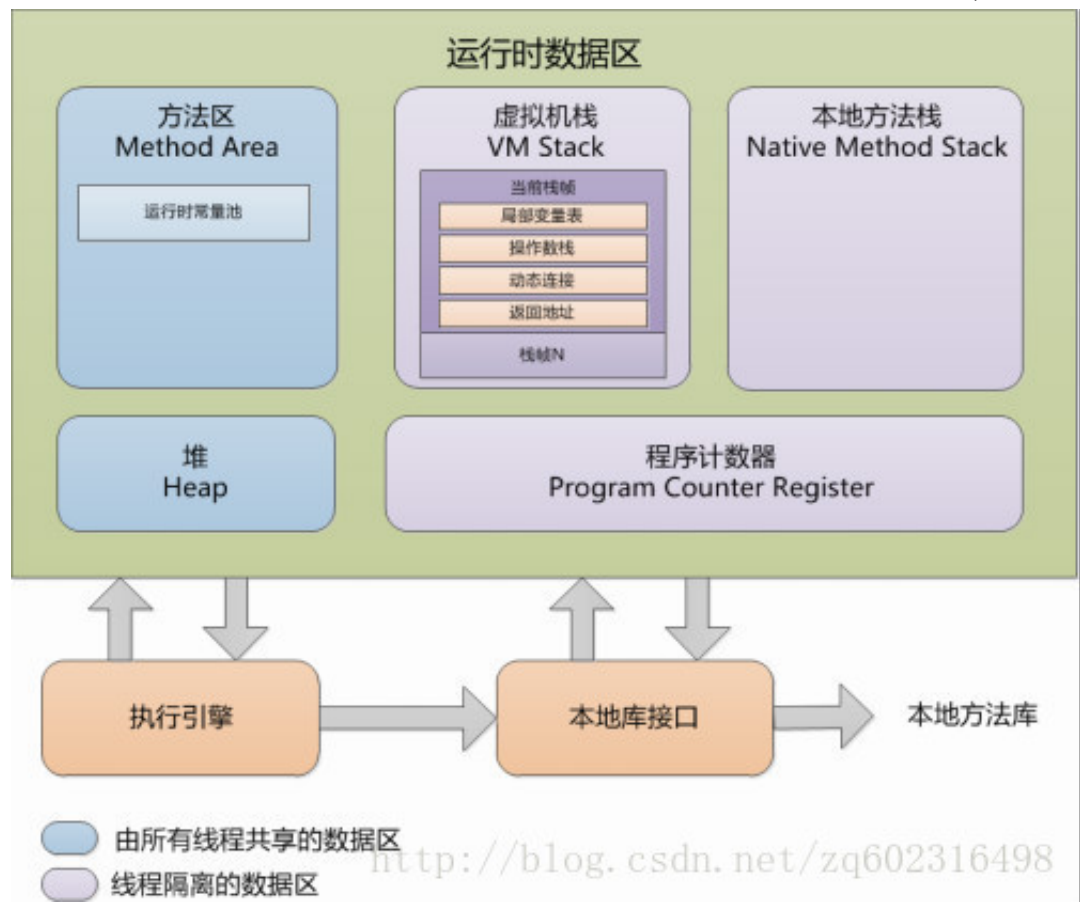 运行时数据区
方法区
Method Area
运行时常量池
虚拟机栈
VM Stack
当前栈帧
局部变量表
操作数栈
动态连接
返回地址
栈帧N
本地方法栈
Native Method Stack
堆
Heap
程序计数器
Program Counter Register
执行引擎
本地库接口
本地方法库
由所有线程共享的数据区
线程隔离的数据区
http://blog.csdn.net/zq602316498